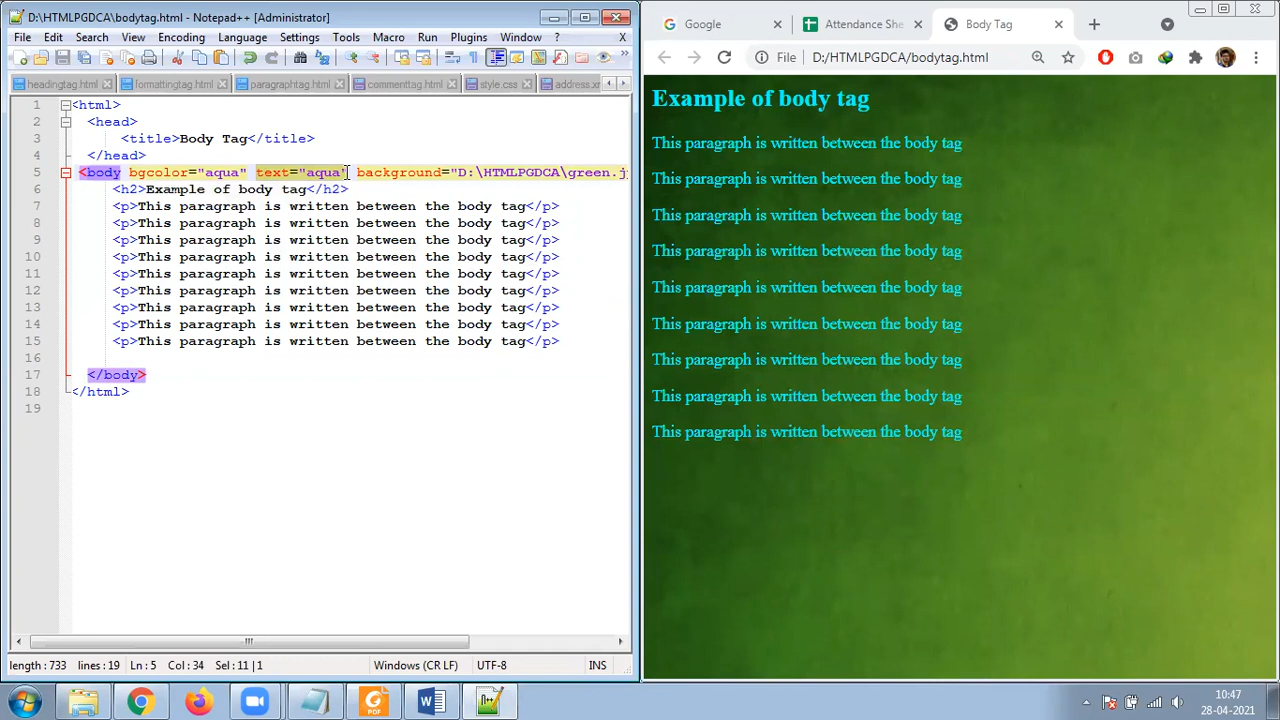 D:\HTMLPGDCA\bodytag.html - Notepad++ [Administrator]
File Edit Search View Encoding Language Settings Tools Macro Run Plugins Window ? X
headingtag.html formattingtag.html paragraphtag.html commenttag.html style.css address.xr
1 <html>
2 <head>
3 <title>Body Tag</title>
4 </head>
5 <body bgcolor="aqua" text="aqua" background="D:\HTMLPGDCA\green.j
6 <h2>Example of body tag</h2>
7 <p>This paragraph is written between the body tag</p>
8 <p>This paragraph is written between the body tag</p>
9 <p>This paragraph is written between the body tag</p>
10 <p>This paragraph is written between the body tag</p>
11 <p>This paragraph is written between the body tag</p>
12 <p>This paragraph is written between the body tag</p>
13 <p>This paragraph is written between the body tag</p>
14 <p>This paragraph is written between the body tag</p>
15 <p>This paragraph is written between the body tag</p>
16
17 </body>
18 </html>
19
length : 733 lines : 19 Ln : 5 Col : 34 Sel : 11 | 1 Windows (CR LF) UTF-8 INS
Google Attendance She Body Tag
File D:/HTMLPGDCA/bodytag.html
Example of body tag
This paragraph is written between the body tag
This paragraph is written between the body tag
This paragraph is written between the body tag
This paragraph is written between the body tag
This paragraph is written between the body tag
This paragraph is written between the body tag
This paragraph is written between the body tag
This paragraph is written between the body tag
This paragraph is written between the body tag
PDF
10:47
28-04-2021